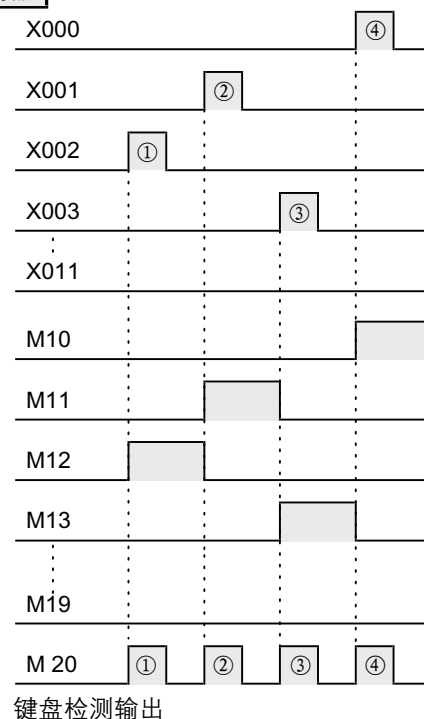 X000 ④
X001 ②
X002 ①
X003 ③
X011
M10
M11
M12
M13
M19
M 20 ① ② ③ ④
键盘检测输出